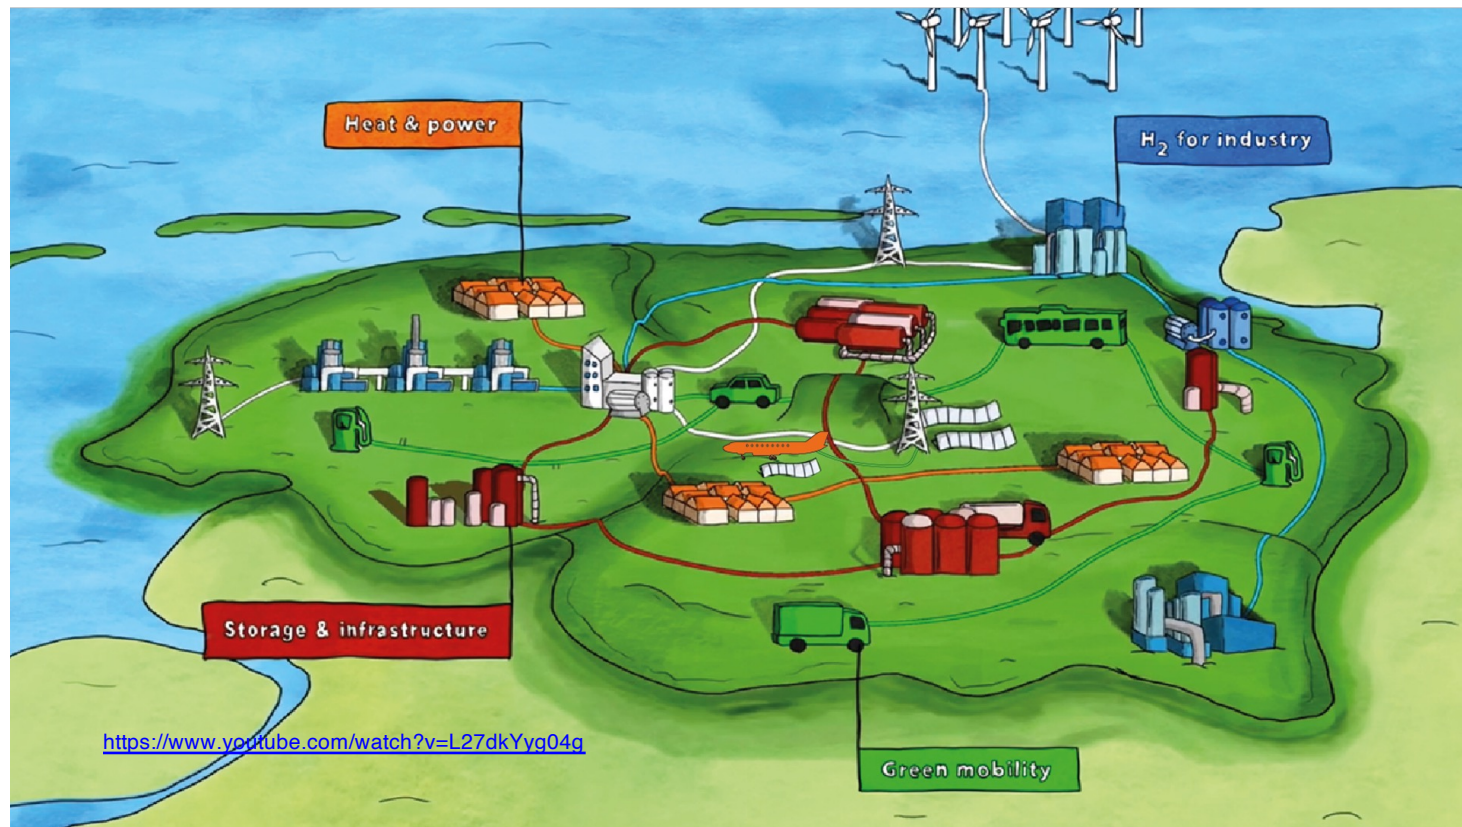 Heat & power
H2 for industry
Storage & infrastructure
https://www.youtube.com/watch?v=L27dkYyg04g
Green mobility